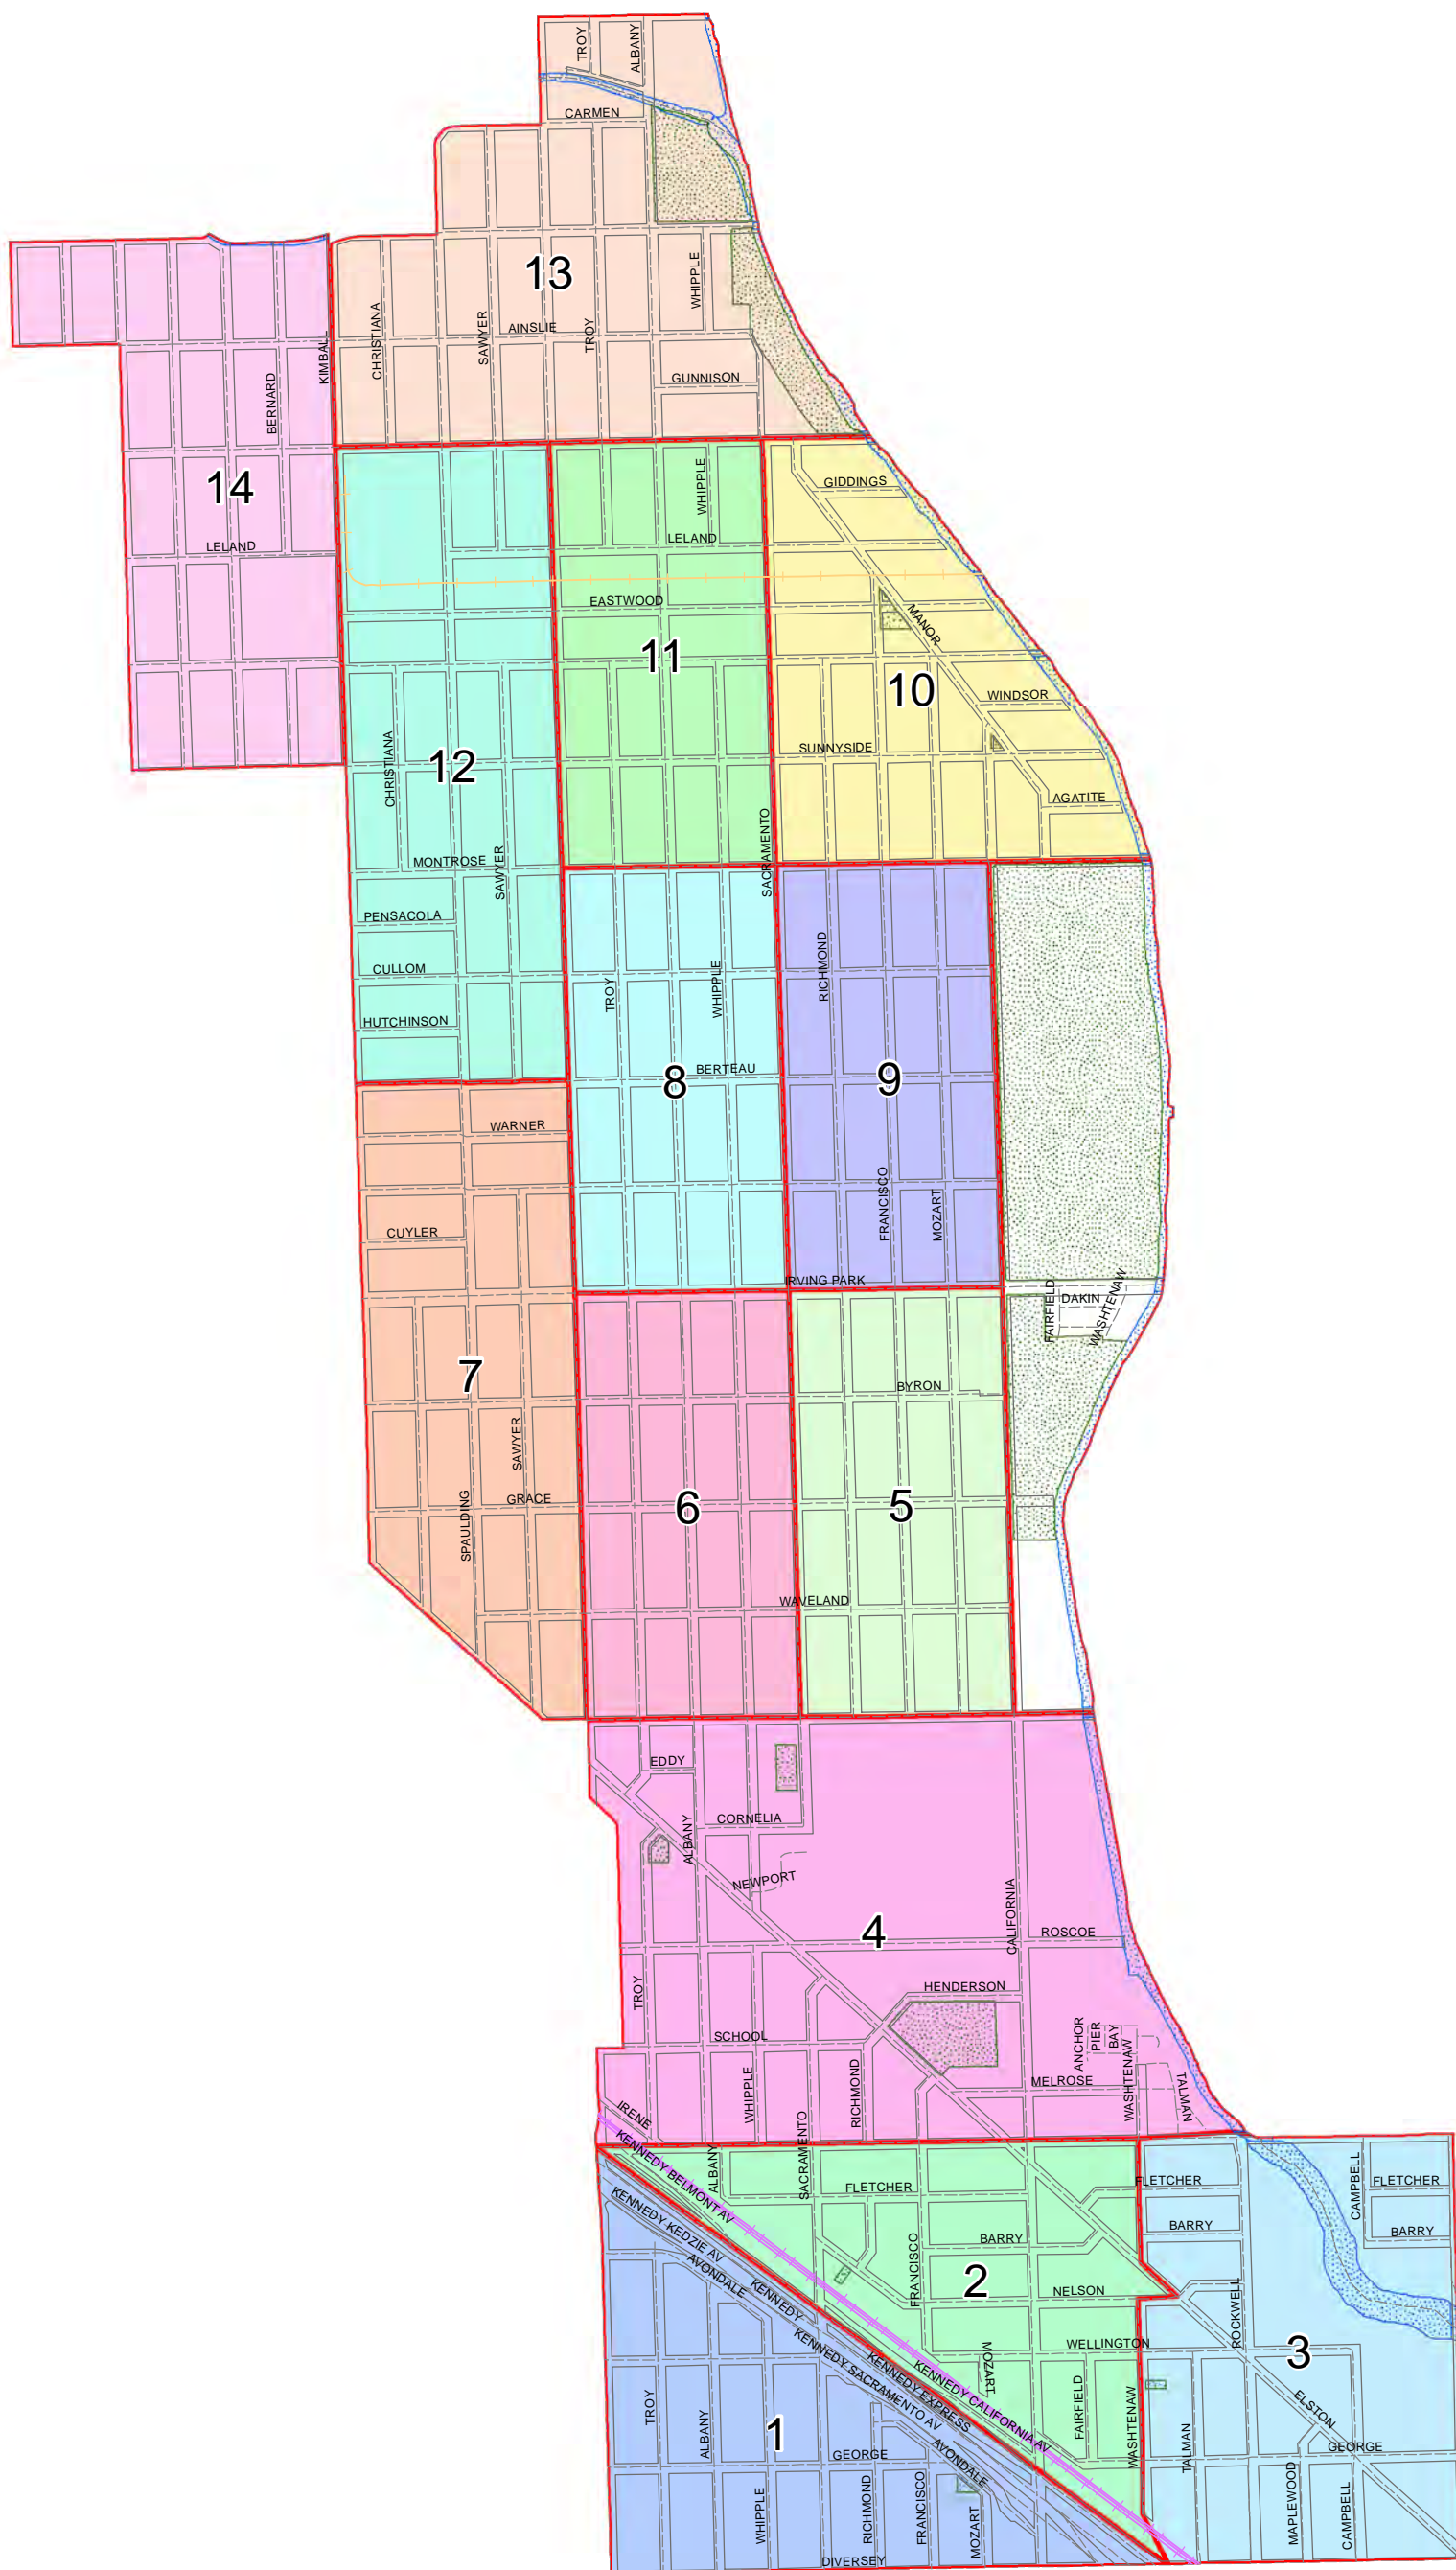 TROY
ALBANY
CARMEN
13
WHIPPLE
CHRISTIANA
SAWYER
AINSLIE
TROY
KIMBALL
BERNARD
GUNNISON
14
LELAND
WHIPPLE
GIDDINGS
LELAND
EASTWOOD
MANOR
11
10
WINDSOR
SUNNYSIDE
CHRISTIANA
12
AGATITE
SACRAMENTO
MONTROSE
SAWYER
PENSACOLA
CULLOM
HUTCHINSON
TROY
WHIPPLE
RICHMOND
BERTEAU
8
9
WARNER
CUYLER
FRANCISCO
MOZART
IRVING PARK
FAIRFIELD
DAKIN
WASHTENAW
7
BYRON
SAWYER
GRACE
SPAULDING
6
5
WAVELAND
EDDY
CORNELIA
ALBANY
NEWPORT
CALIFORNIA
4
ROSCOE
TROY
HENDERSON
SCHOOL
ANCHOR
PIER
BAY
WHIPPLE
RICHMOND
MELROSE
WASHTENAW
TALMAN
IRENE
SACRAMENTO
KENNEDY BELMONT AV
ALBANY
FLETCHER
FLETCHER
CAMPBELL
FLETCHER
KENNEDY KEDZIE AV
BARRY
BARRY
BARRY
AVONDALE
KENNEDY
FRANCISCO
2
NELSON
ROCKWELL
WELLINGTON
3
KENNEDY SACRAMENTO AV
KENNEDY EXPRESS
MOZART
KENNEDY CALIFORNIA AV
FAIRFIELD
WASHTENAW
ELSTON
TROY
ALBANY
1
GEORGE
AVONDALE
TALMAN
GEORGE
WHIPPLE
RICHMOND
FRANCISCO
MOZART
MAPLEWOOD
CAMPBELL
DIVERSEY